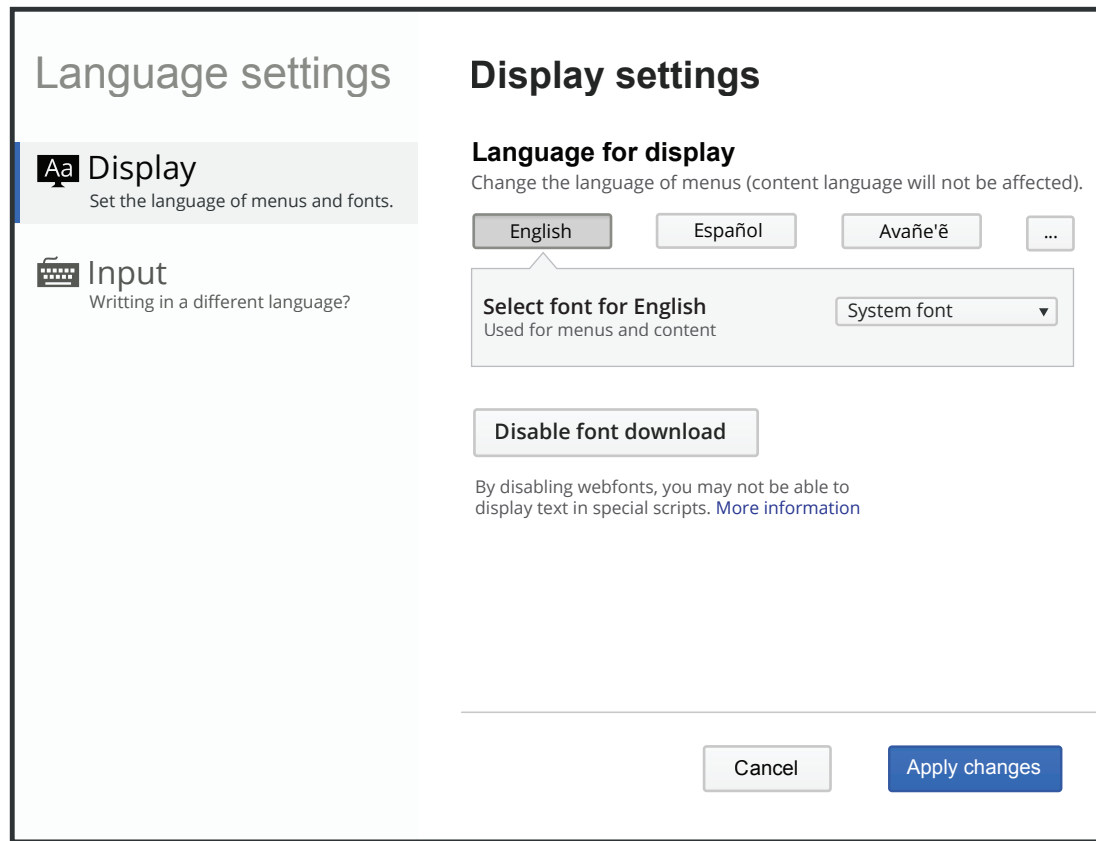 Language settings
Aa Display
Set the language of menus and fonts.
Input
Writting in a different language?
Display settings
Language for display
Change the language of menus (content language will not be affected).
English Español Avañe'ẽ ...
Select font for English System font
Used for menus and content
Disable font download
By disabling webfonts, you may not be able to
display text in special scripts. More information
Cancel Apply changes